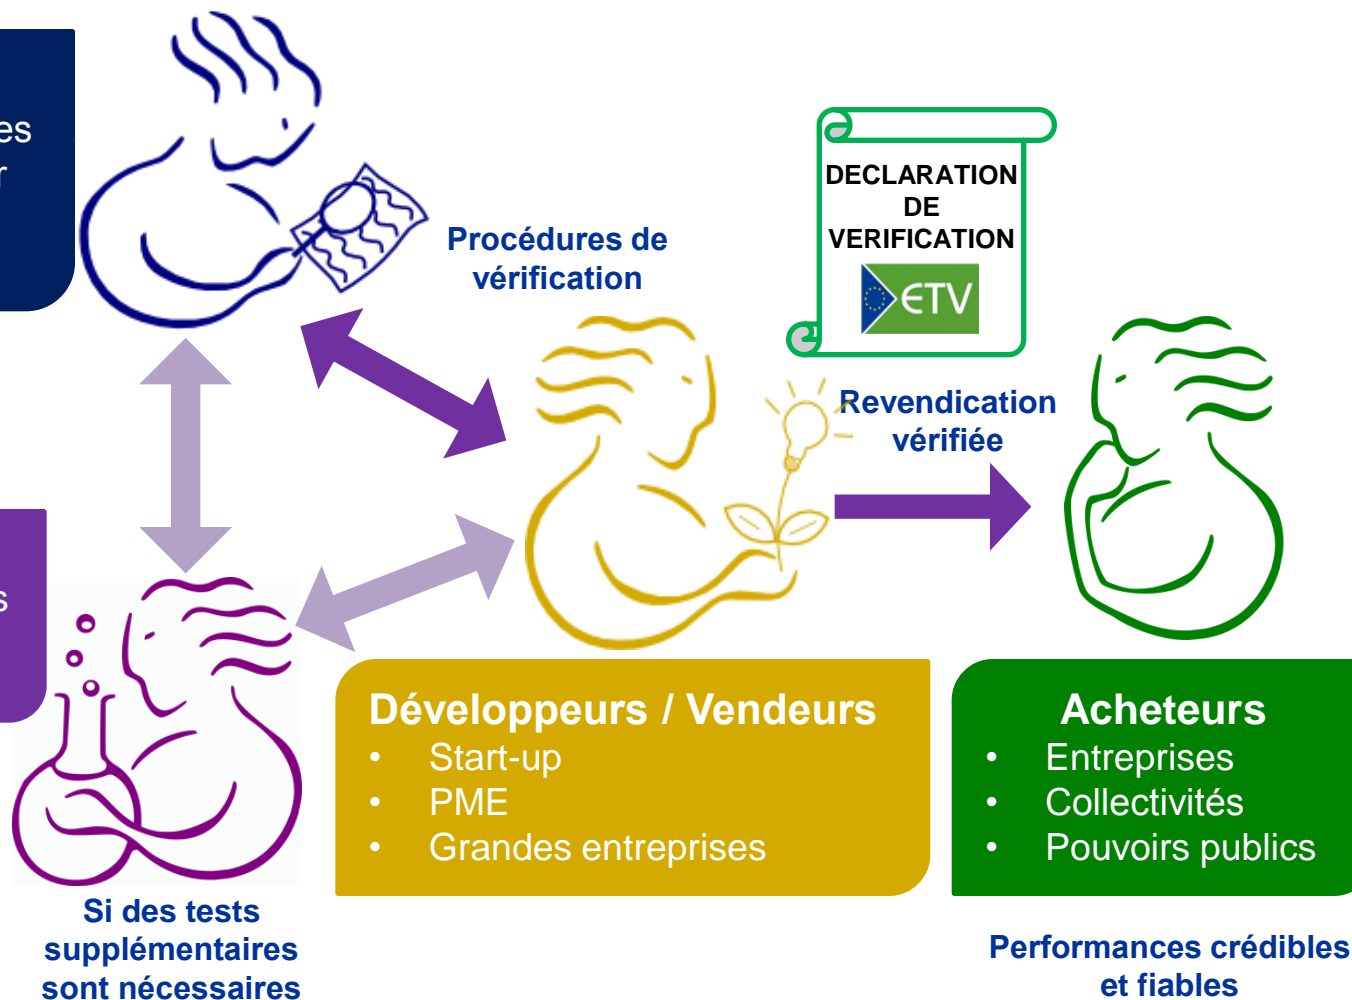 es
r
Procédures de
vérification
DECLARATION
DE
VERIFICATION
ETV
Revendication
vérifiée
s
Développeurs / Vendeurs
• Start-up
• PME
• Grandes entreprises
Acheteurs
• Entreprises
• Collectivités
• Pouvoirs publics
Si des tests
supplémentaires
sont nécessaires
Performances crédibles
et fiables